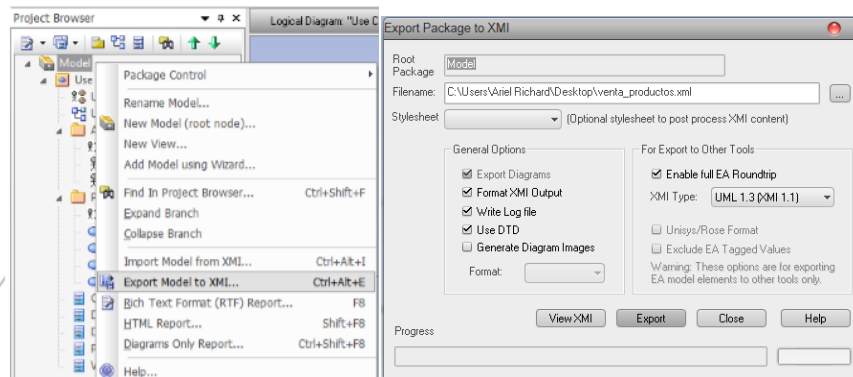 Project Browser
Logical Diagram: "Use C
Model
Use
Package Control
Rename Model...
New Model (root node)...
New View...
Add Model using Wizard...
Find In Project Browser... Ctrl+Shift+F
Expand Branch
Collapse Branch
Import Model from XMI... Ctrl+Alt+I
Export Model to XMI... Ctrl+Alt+E
Rich Text Format (RTF) Report... F8
HTML Report... Shift+F8
Diagrams Only Report... Ctrl+Shift+F8
Help...
Export Package to XMI
Root
Package
Model
Filename: C:\Users\Ariel Richard\Desktop\venta_productos.xml ...
Stylesheet (Optional stylesheet to post process XMI content)
General Options
Export Diagrams
Format XMI Output
Write Log file
Use DTD
Generate Diagram Images
Format:
For Export to Other Tools
Enable full EA Roundtrip
XMI Type: UML 1.3 (XMI 1.1)
Unisys/Rose Format
Exclude EA Tagged Values
Warning: These options are for exporting
EA model elements to other tools only.
View XMI Export Close Help
Progress